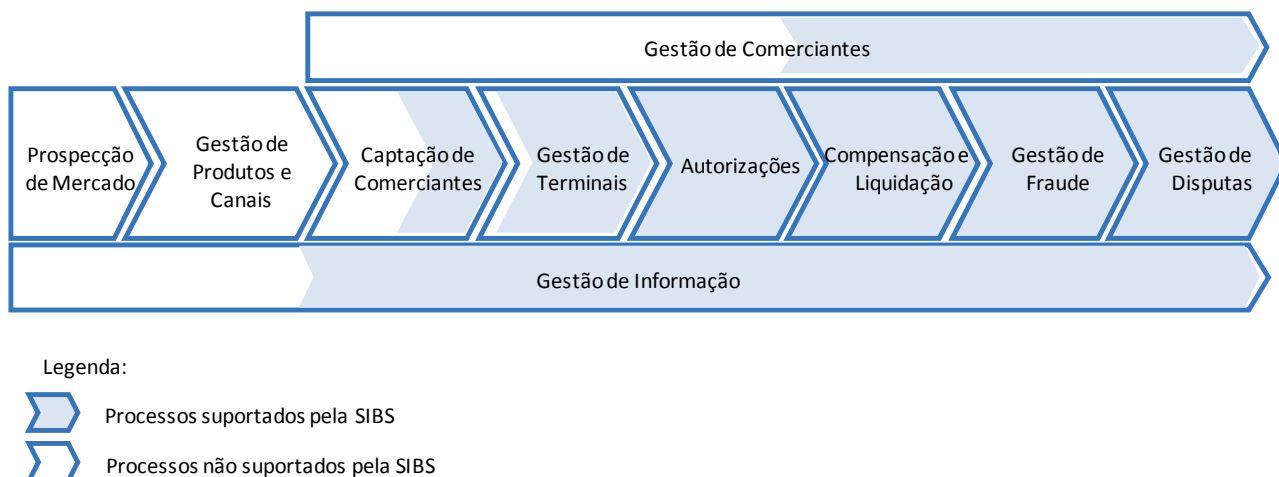 Gestão de Comerciantes
Prospecção
de Mercado
Gestão de
Produtos e
Canais
Captação de
Comerciantes
Gestão de
Terminais
Autorizações
Compensação e
Liquidação
Gestão de
Fraude
Gestão de
Disputas
Gestão de Informação
Legenda:
Processos suportados pela SIBS
Processos não suportados pela SIBS